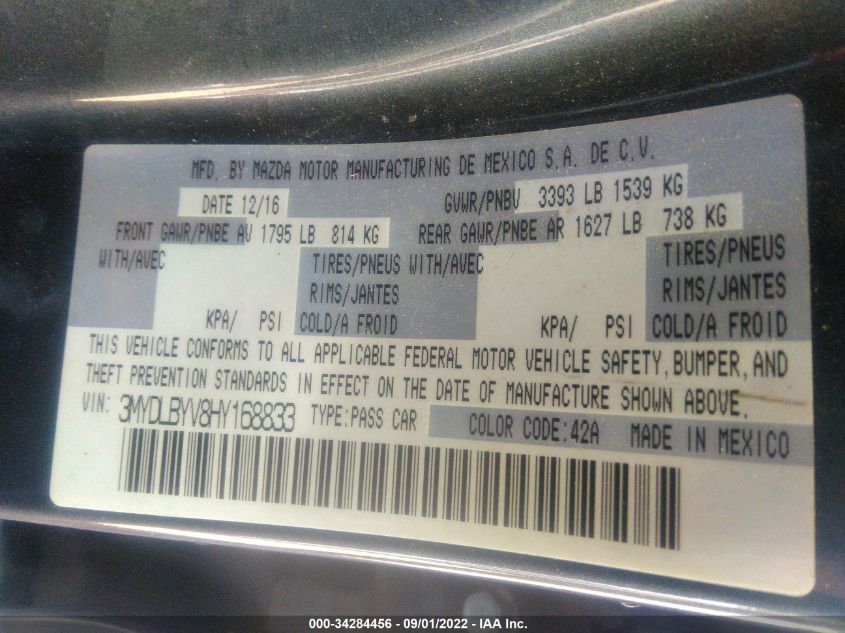 MFD. BY MAZDA MOTOR MANUFACTURING DE MEXICO S.A. DE C.V.
DATE 12/16 GVWR/PNBV 3393 LB 1539 KG
FRONT GAWR/PNBE AV 1795 LB 814 KG REAR GAWR/PNBE AR 1627 LB 738 KG
WITH/AVEC TIRES/PNEUS WITH/AVEC TIRES/PNEUS
RIMS/JANTES RIMS/JANTES
KPA/ PSI COLD/A FROID KPA/ PSI COLD/A FROID
THIS VEHICLE CONFORMS TO ALL APPLICABLE FEDERAL MOTOR VEHICLE SAFETY, BUMPER, AND
THEFT PREVENTION STANDARDS IN EFFECT ON THE DATE OF MANUFACTURE SHOWN ABOVE.
VIN: 3MYDLBYV8HY168833 TYPE:PASS CAR COLOR CODE:42A MADE IN MEXICO
000-34284456 - 09/01/2022 - IAA Inc.